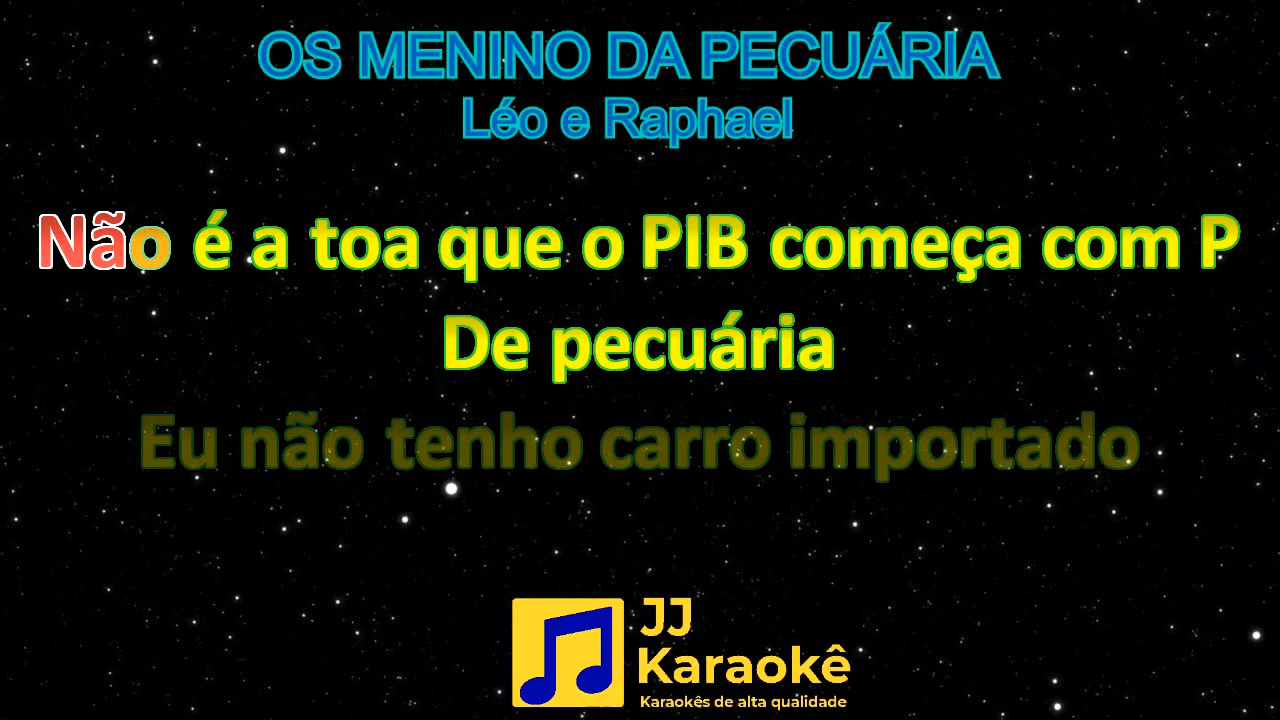 OS MENINO DA PECUÁRIA
Léo e Raphael
Não é a toa que o PIB começa com P
De pecuária
Eu não tenho carro importado
JJ
Karaokê
Karaokês de alta qualidade